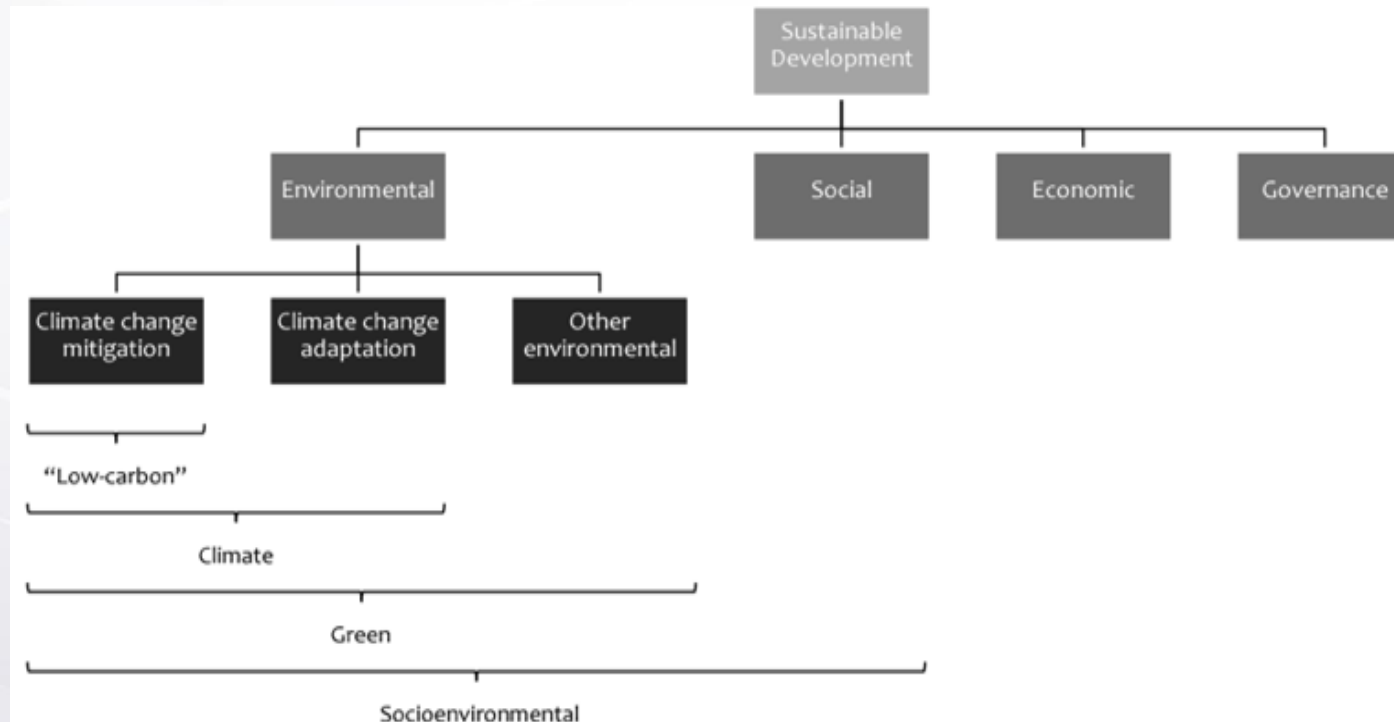 Sustainable
Development
Environmental
Social
Economic
Governance
Climate change
mitigation
Climate change
adaptation
Other
environmental
“Low-carbon”
Climate
Green
Socioenvironmental